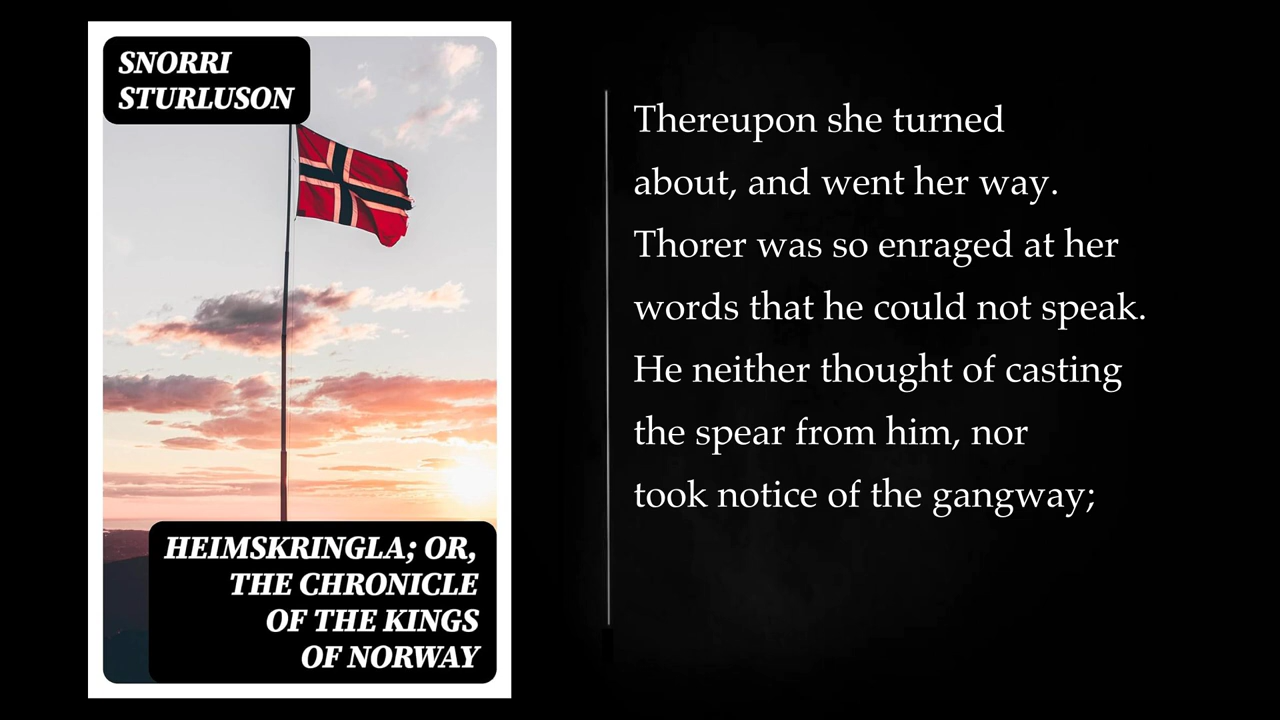 SNORRI
STURLUSON
HEIMSKRINGLA; OR,
THE CHRONICLE
OF THE KINGS
OF NORWAY
Thereupon she turned
about, and went her way.
Thorer was so enraged at her
words that he could not speak.
He neither thought of casting
the spear from him, nor
took notice of the gangway;